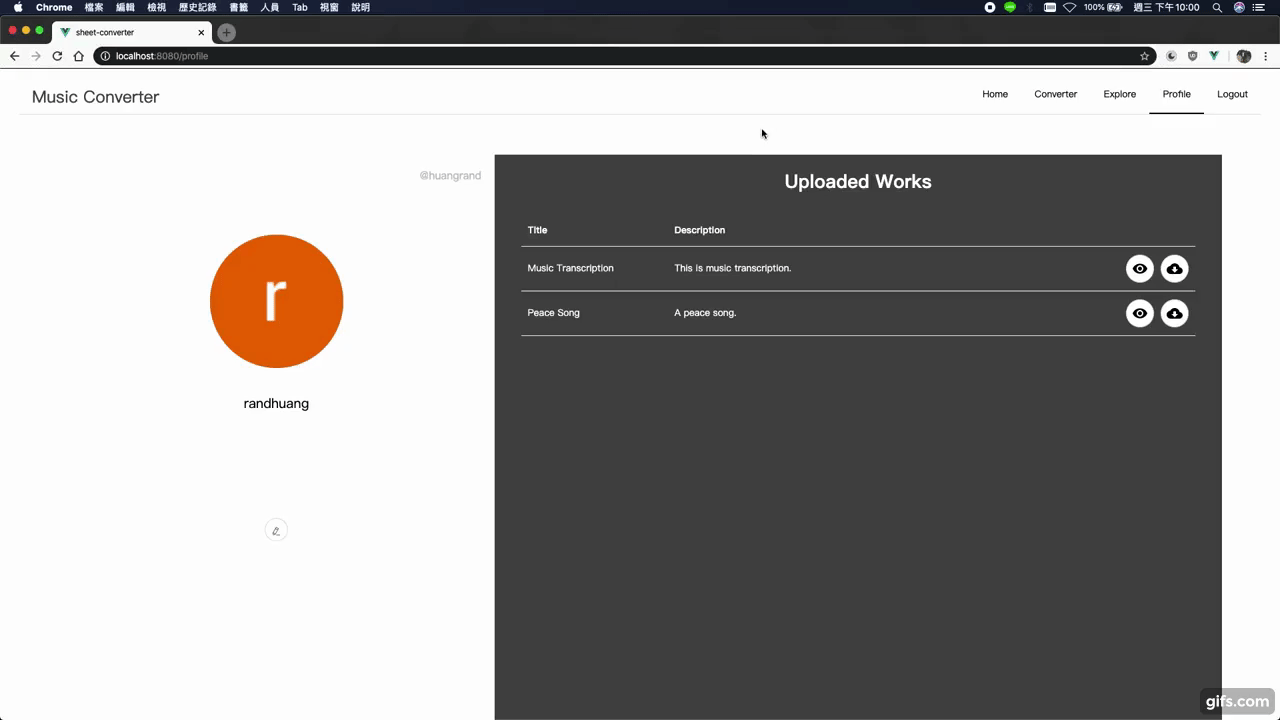 Chrome 檔案 編輯 檢視 歷史記錄 書籤 人員 Tab 視窗 說明 100% 週三下午10:00
sheet-converter
localhost:8080/profile
Music Converter Home Converter Explore Profile Logout
@huangrand
r
randhuang
Uploaded Works
Title Description
Music Transcription This is music transcription.
Peace Song A peace song.
gifs.com